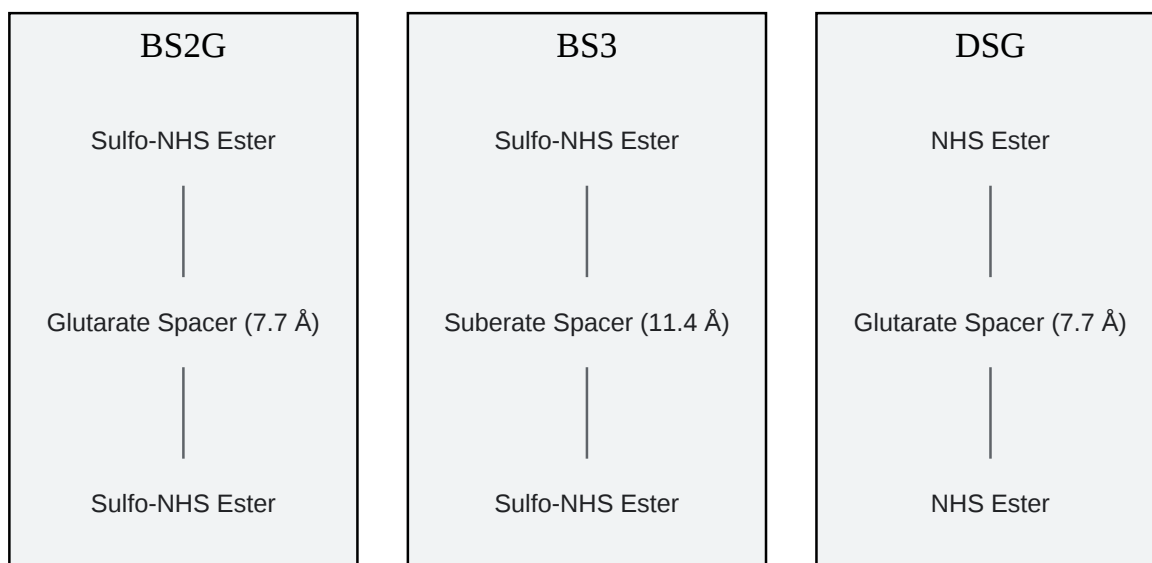 BS2G
Sulfo-NHS Ester
Glutarate Spacer (7.7 Å)
Sulfo-NHS Ester
BS3
Sulfo-NHS Ester
Suberate Spacer (11.4 Å)
Sulfo-NHS Ester
DSG
NHS Ester
Glutarate Spacer (7.7 Å)
NHS Ester